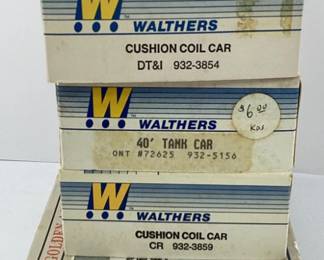 WALTHERS
CUSHION COIL CAR
DT&I 932-3854
W WALTHERS
$6.00
40' TANK CAR
ONT #72625 932-5156
W WALTHERS
CUSHION COIL CAR
CR 932-3859
GOLDEN